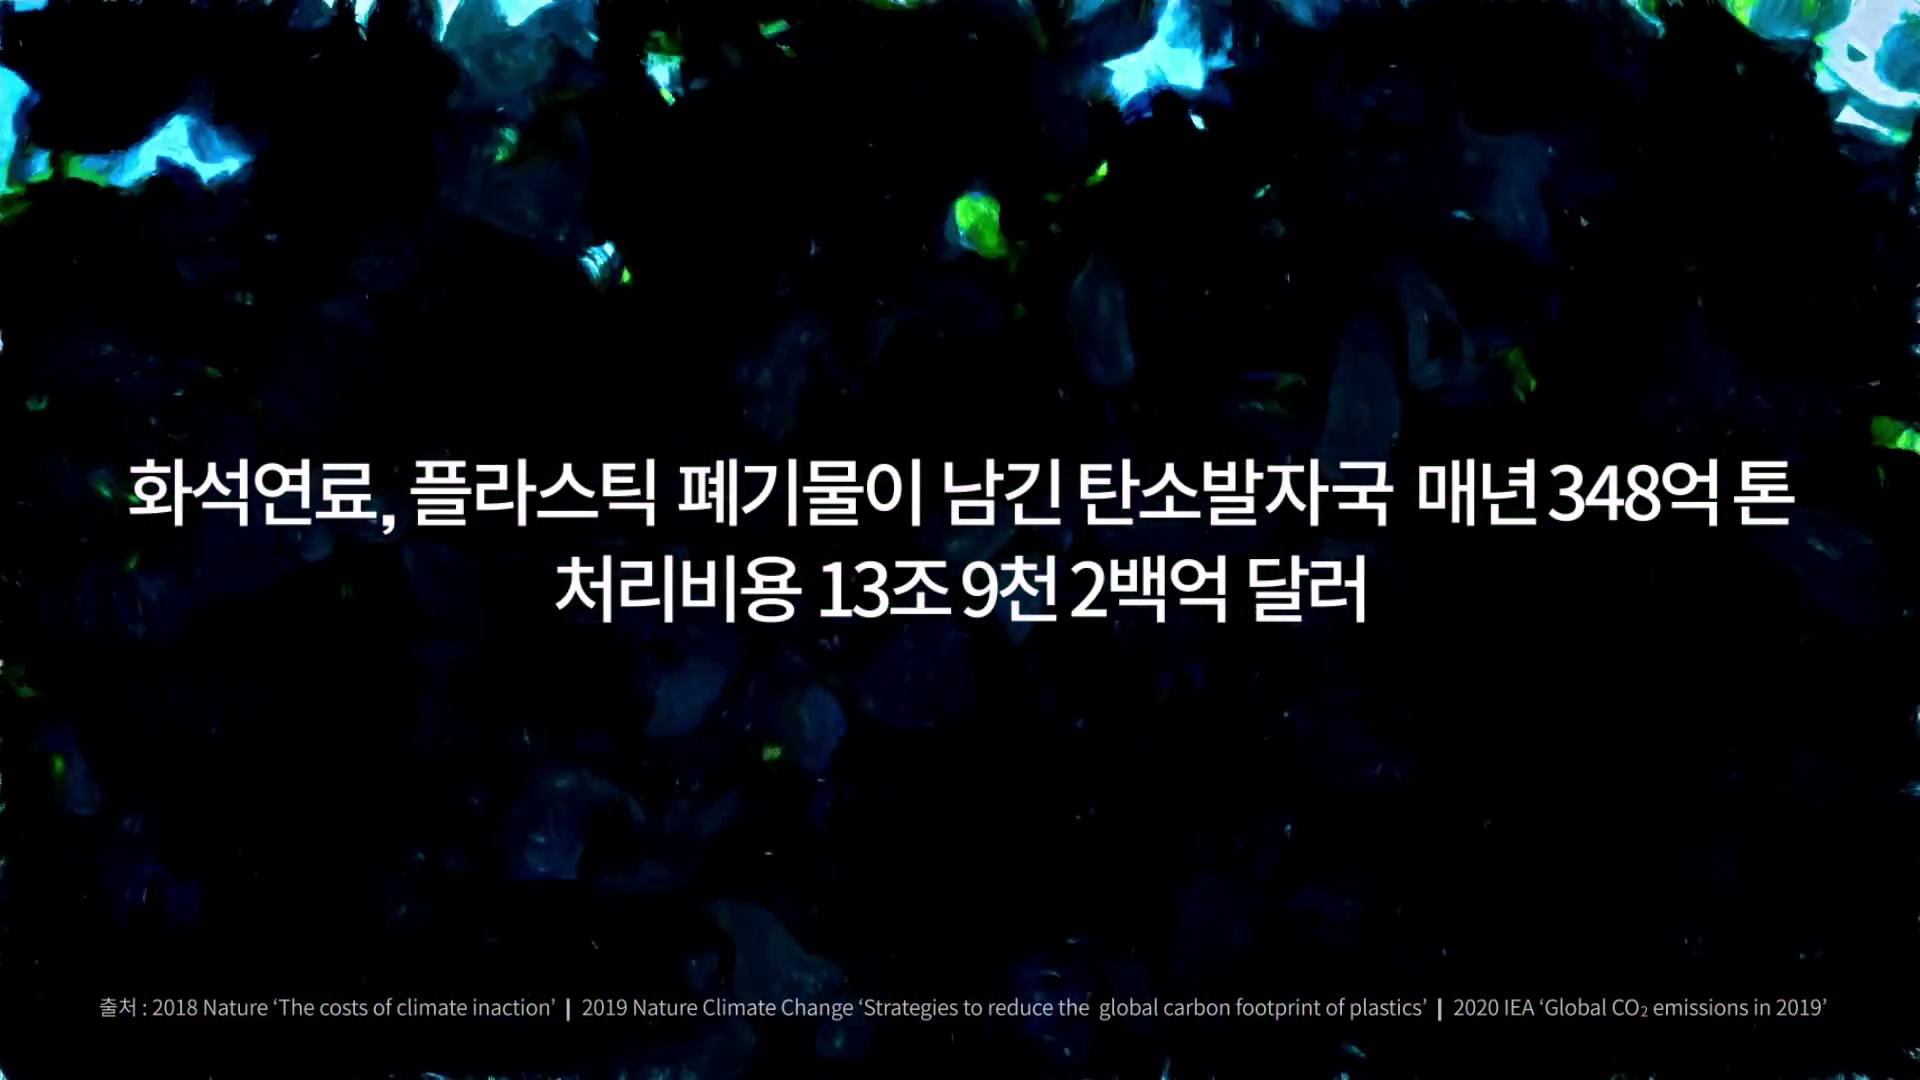 화석연료, 플라스틱 폐기물이 남긴 탄소발자국 매년 348억 톤
처리비용 13조 9천 2백억 달러
출처 : 2018 Nature ‘The costs of climate inaction’ | 2019 Nature Climate Change ‘Strategies to reduce the global carbon footprint of plastics’ | 2020 IEA ‘Global CO₂ emissions in 2019’